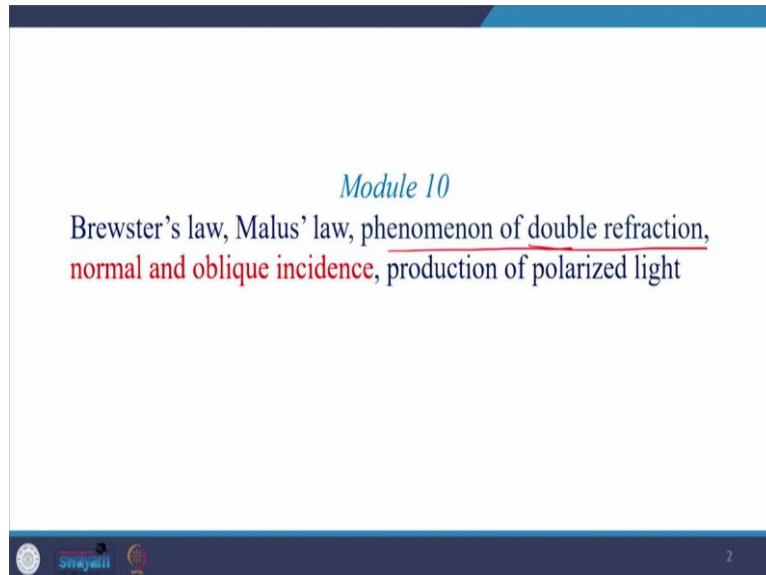 Module 10
Brewster's law, Malus' law, phenomenon of double refraction,
normal and oblique incidence, production of polarized light
swayam
2